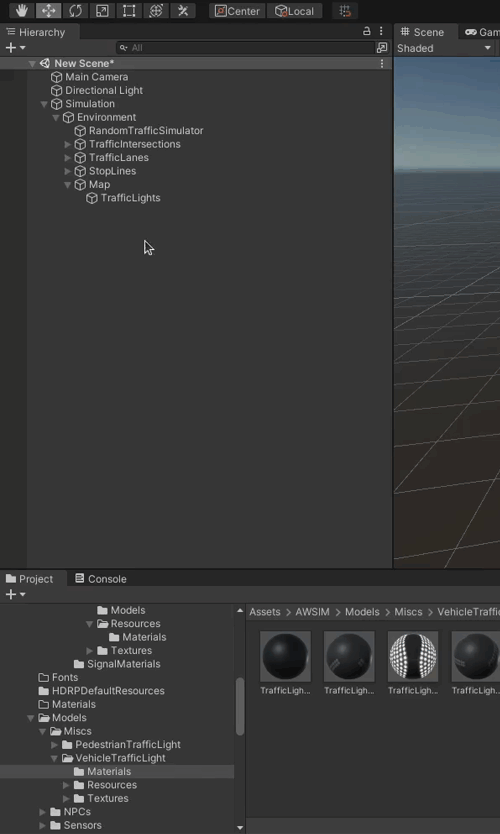 Center Local
Hierarchy
Scene Gam
All
Shaded
New Scene*
Main Camera
Directional Light
Simulation
Environment
RandomTrafficSimulator
TrafficIntersections
TrafficLanes
StopLines
Map
TrafficLights
Project Console
Models
Resources
Materials
Textures
SignalMaterials
Fonts
HDRPDefaultResources
Materials
Models
Miscs
PedestrianTrafficLight
VehicleTrafficLight
Materials
Resources
Textures
NPCs
Sensors
Assets > AWSIM > Models > Miscs > VehicleTraffic
TrafficLigh... TrafficLigh... TrafficLigh... TrafficLigh